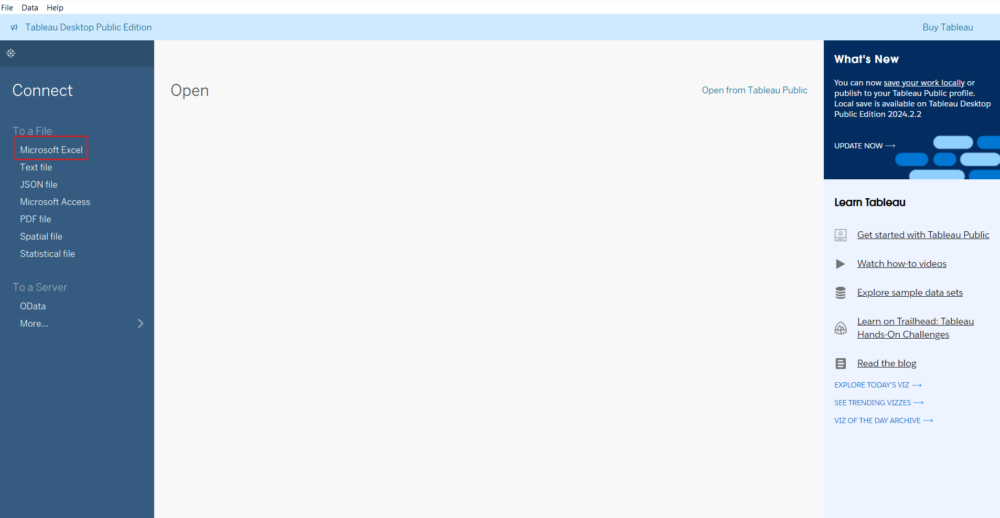 File Data Help
Tableau Desktop Public Edition
Buy Tableau
Connect
To a File
Microsoft Excel
Text file
JSON file
Microsoft Access
PDF file
Spatial file
Statistical file
To a Server
OData
More...
Open
Open from Tableau Public
What's New
You can now save your work locally or
publish to your Tableau Public profile.
Local save is available on Tableau Desktop
Public Edition 2024.2.2
UPDATE NOW
Learn Tableau
Get started with Tableau Public
Watch how-to videos
Explore sample data sets
Learn on Trailhead: Tableau
Hands-On Challenges
Read the blog
EXPLORE TODAY'S VIZ
SEE TRENDING VIZZES
VIZ OF THE DAY ARCHIVE